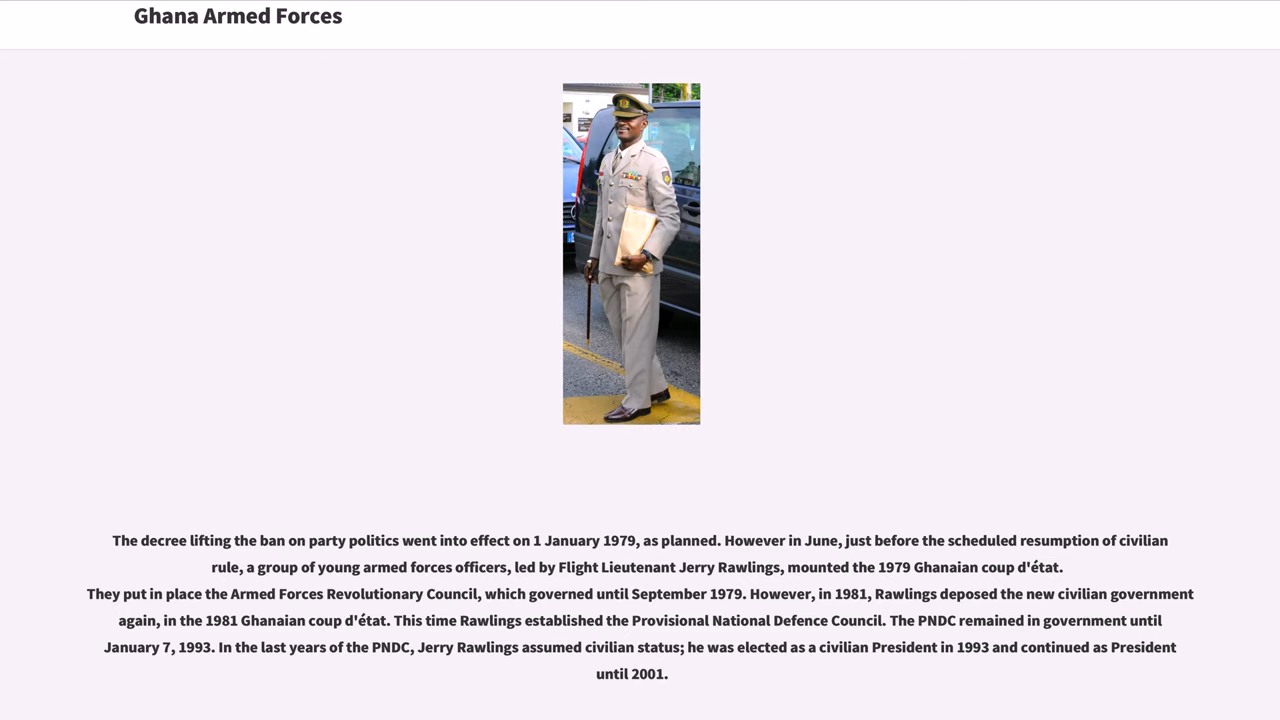 Ghana Armed Forces
The decree lifting the ban on party politics went into effect on 1 January 1979, as planned. However in June, just before the scheduled resumption of civilian
rule, a group of young armed forces officers, led by Flight Lieutenant Jerry Rawlings, mounted the 1979 Ghanaian coup d'état.
They put in place the Armed Forces Revolutionary Council, which governed until September 1979. However, in 1981, Rawlings deposed the new civilian government
again, in the 1981 Ghanaian coup d'état. This time Rawlings established the Provisional National Defence Council. The PNDC remained in government until
January 7, 1993. In the last years of the PNDC, Jerry Rawlings assumed civilian status; he was elected as a civilian President in 1993 and continued as President
until 2001.